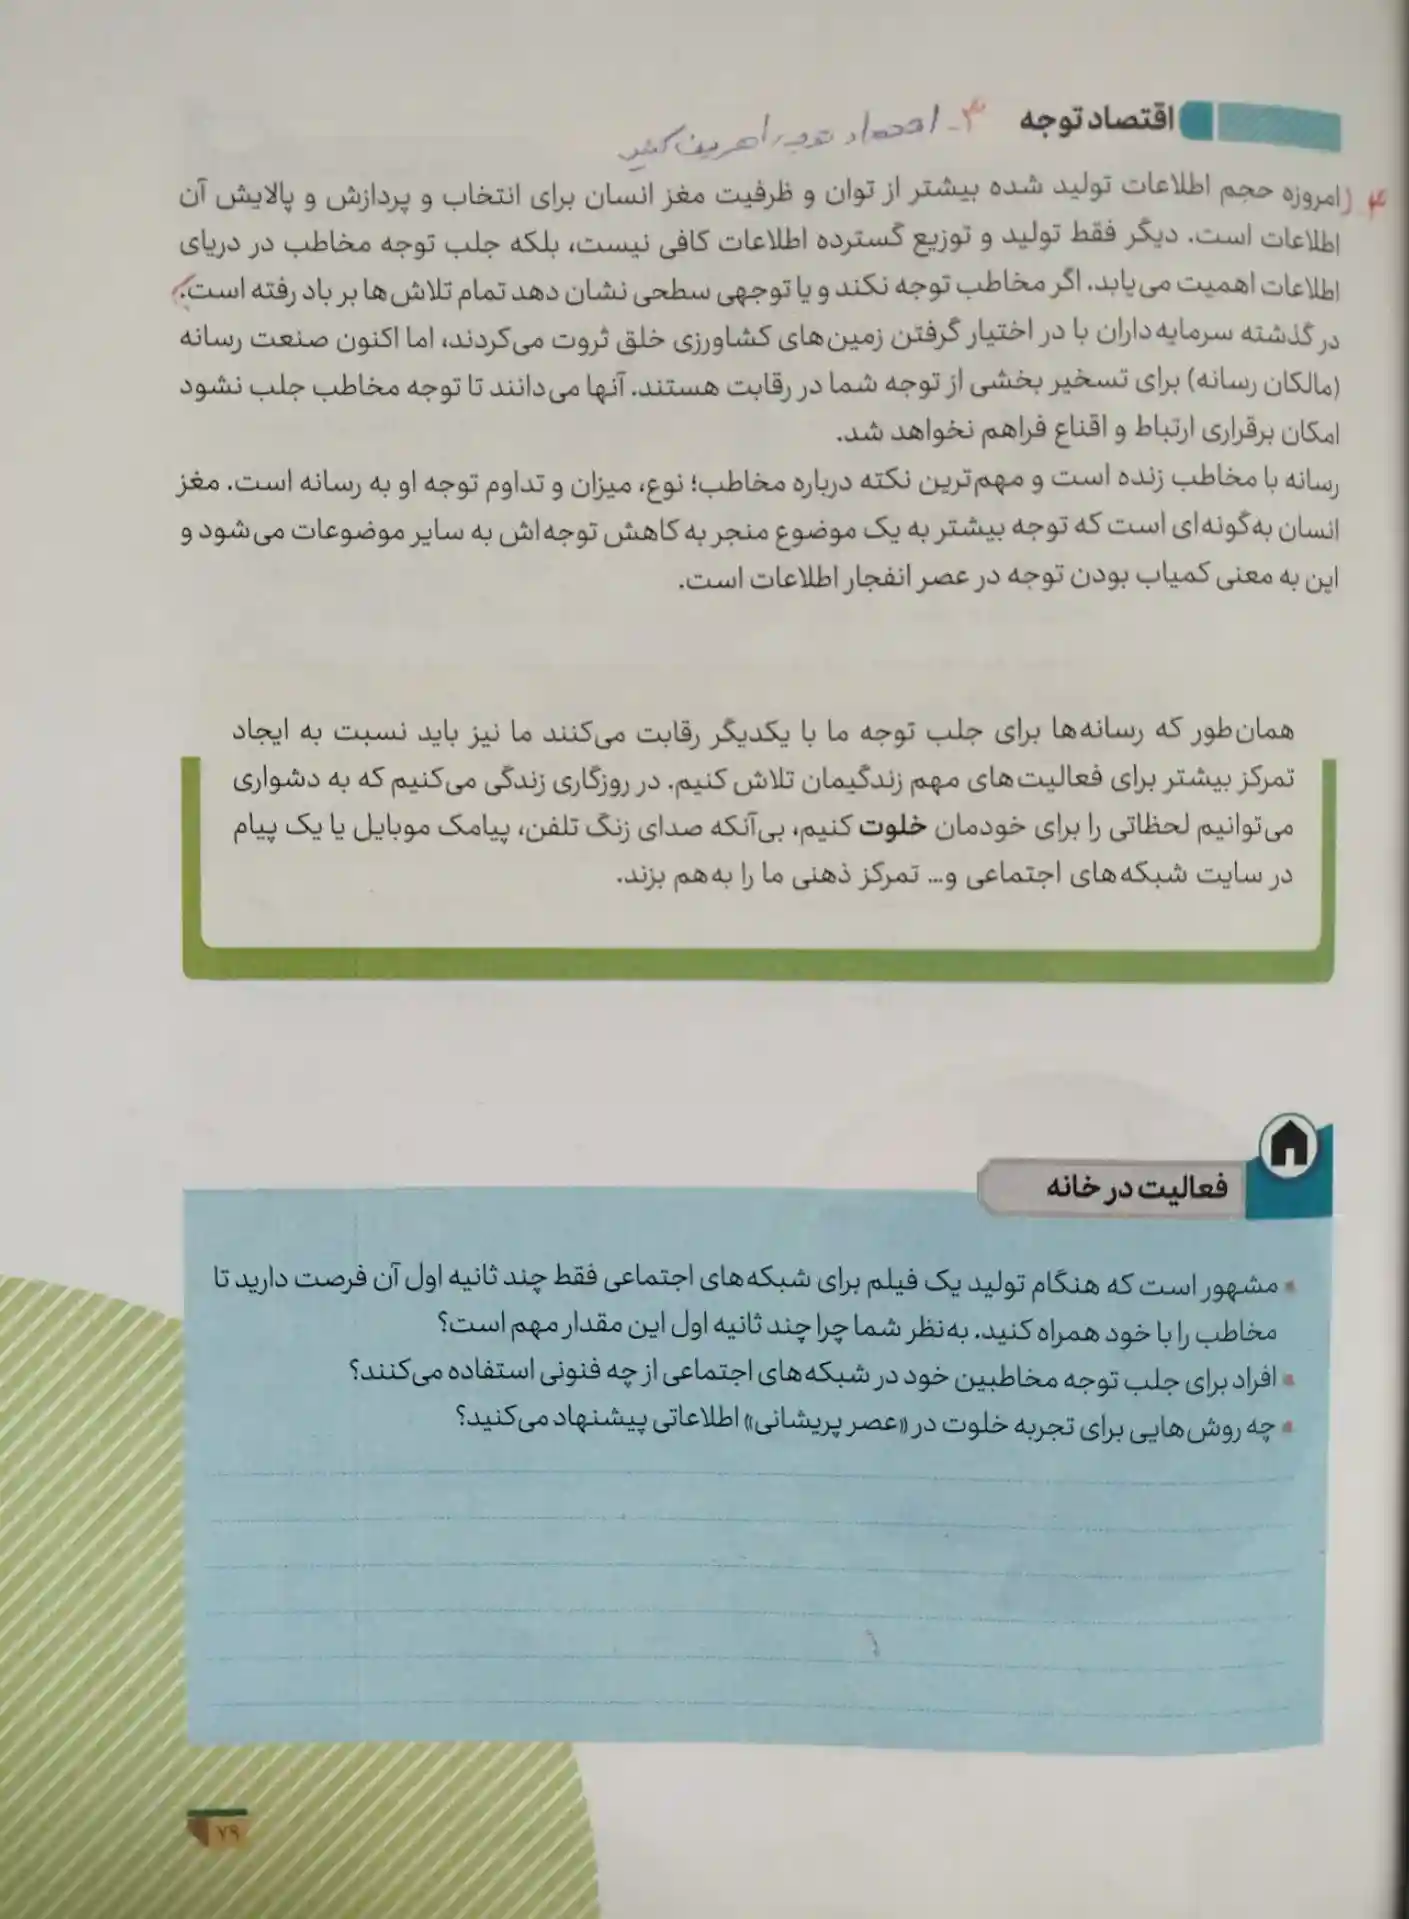 اقتصاد توجه ۳- اقتصاد توجه را تعریف کنید
۴ (امروزه حجم اطلاعات تولید شده بیشتر از توان و ظرفیت مغز انسان برای انتخاب و پردازش و پالایش آن
اطلاعات است. دیگر فقط تولید و توزیع گسترده اطلاعات کافی نیست، بلکه جلب توجه مخاطب در دریای
اطلاعات اهمیت می‌یابد. اگر مخاطب توجه نکند و یا توجهی سطحی نشان دهد تمام تلاش‌ها بر باد رفته است.)
در گذشته سرمایه‌داران با در اختیار گرفتن زمین‌های کشاورزی خلق ثروت می‌کردند، اما اکنون صنعت رسانه
(مالکان رسانه) برای تسخیر بخشی از توجه شما در رقابت هستند. آنها می‌دانند تا توجه مخاطب جلب نشود
امکان برقراری ارتباط و اقناع فراهم نخواهد شد.
رسانه با مخاطب زنده است و مهم‌ترین نکته درباره مخاطب؛ نوع، میزان و تداوم توجه او به رسانه است. مغز
انسان به‌گونه‌ای است که توجه بیشتر به یک موضوع منجر به کاهش توجه‌اش به سایر موضوعات می‌شود و
این به معنی کمیاب بودن توجه در عصر انفجار اطلاعات است.
همان‌طور که رسانه‌ها برای جلب توجه ما با یکدیگر رقابت می‌کنند ما نیز باید نسبت به ایجاد
تمرکز بیشتر برای فعالیت‌های مهم زندگیمان تلاش کنیم. در روزگاری زندگی می‌کنیم که به دشواری
می‌توانیم لحظاتی را برای خودمان خلوت کنیم، بی‌آنکه صدای زنگ تلفن، پیامک موبایل یا یک پیام
در سایت شبکه‌های اجتماعی و... تمرکز ذهنی ما را به‌هم بزند.
فعالیت در خانه
▪ مشهور است که هنگام تولید یک فیلم برای شبکه‌های اجتماعی فقط چند ثانیه اول آن فرصت دارید تا
مخاطب را با خود همراه کنید. به‌نظر شما چرا چند ثانیه اول این مقدار مهم است؟
▪ افراد برای جلب توجه مخاطبین خود در شبکه‌های اجتماعی از چه فنونی استفاده می‌کنند؟
▪ چه روش‌هایی برای تجربه خلوت در «عصر پریشانی» اطلاعاتی پیشنهاد می‌کنید؟
۷۹